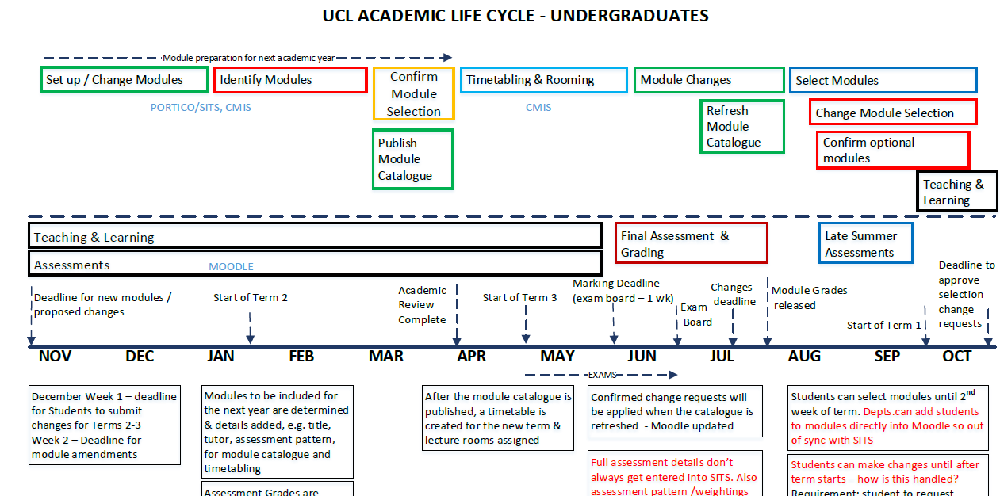 UCL ACADEMIC LIFE CYCLE - UNDERGRADUATES
Module preparation for next academic year
Set up / Change Modules
Identify Modules
Confirm
Module
Selection
Timetabling & Rooming
Module Changes
Select Modules
PORTICO/SITS, CMIS
CMIS
Publish
Module
Catalogue
Refresh
Module
Catalogue
Change Module Selection
Confirm optional
modules
Teaching &
Learning
Teaching & Learning
Assessments
MOODLE
Final Assessment &
Grading
Late Summer
Assessments
Deadline for new modules /
proposed changes
Start of Term 2
Academic
Review
Complete
Start of Term 3
Marking Deadline
(exam board – 1 wk)
Exam
Board
Changes
deadline
Module Grades
released
Start of Term 1
Deadline to
approve
selection
change
requests
NOV
DEC
JAN
FEB
MAR
APR
MAY
JUN
JUL
AUG
SEP
OCT
EXAMS
December Week 1 – deadline
for Students to submit
changes for Terms 2-3
Week 2 – Deadline for
module amendments
Modules to be included for
the next year are determined
& details added, e.g. title,
tutor, assessment pattern,
for module catalogue and
timetabling
Assessment Grades are
After the module catalogue is
published, a timetable is
created for the new term &
lecture rooms assigned
Confirmed change requests will
be applied when the catalogue is
refreshed - Moodle updated
Full assessment details don't
always get entered into SITS. Also
assessment pattern /weightings
Students can select modules until 2nd
week of term. Depts.can add students
to modules directly into Moodle so out
of sync with SITS
Students can make changes until after
term starts – how is this handled?
Requirement: student to request